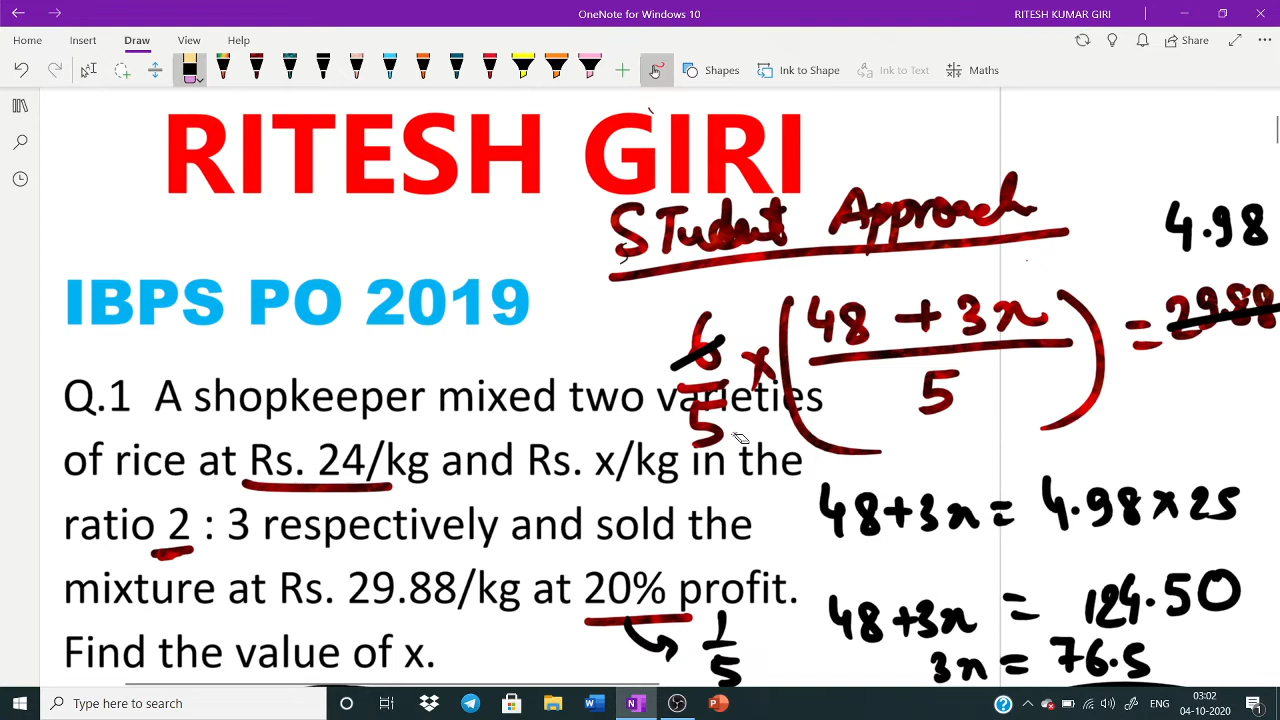 OneNote for Windows 10
RITESH KUMAR GIRI
Home Insert Draw View Help
Share
Shapes Ink to Shape Ink to Text Maths
RITESH GIRI
STudent Approach
4.98
IBPS PO 2019
6/5 x (48 + 3x / 5) = 29.88
Q.1 A shopkeeper mixed two varieties
of rice at Rs. 24/kg and Rs. x/kg in the
ratio 2 : 3 respectively and sold the
mixture at Rs. 29.88/kg at 20% profit.
Find the value of x.
1/5
48+3x = 4.98x25
48+3x = 124.50
3x = 76.5
Type here to search
ENG
03:02
04-10-2020